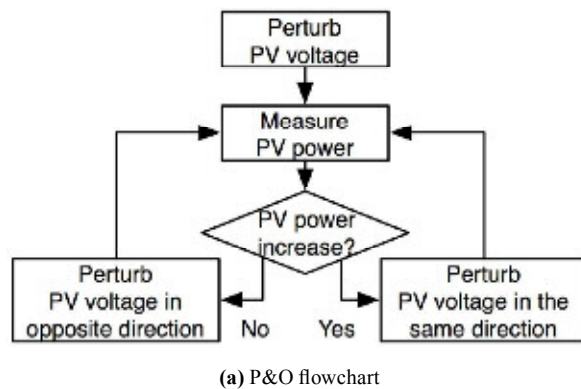 Perturb
PV voltage
Measure
PV power
PV power
increase?
Perturb
PV voltage in
opposite direction
No
Yes
Perturb
PV voltage in the
same direction
(a) P&O flowchart